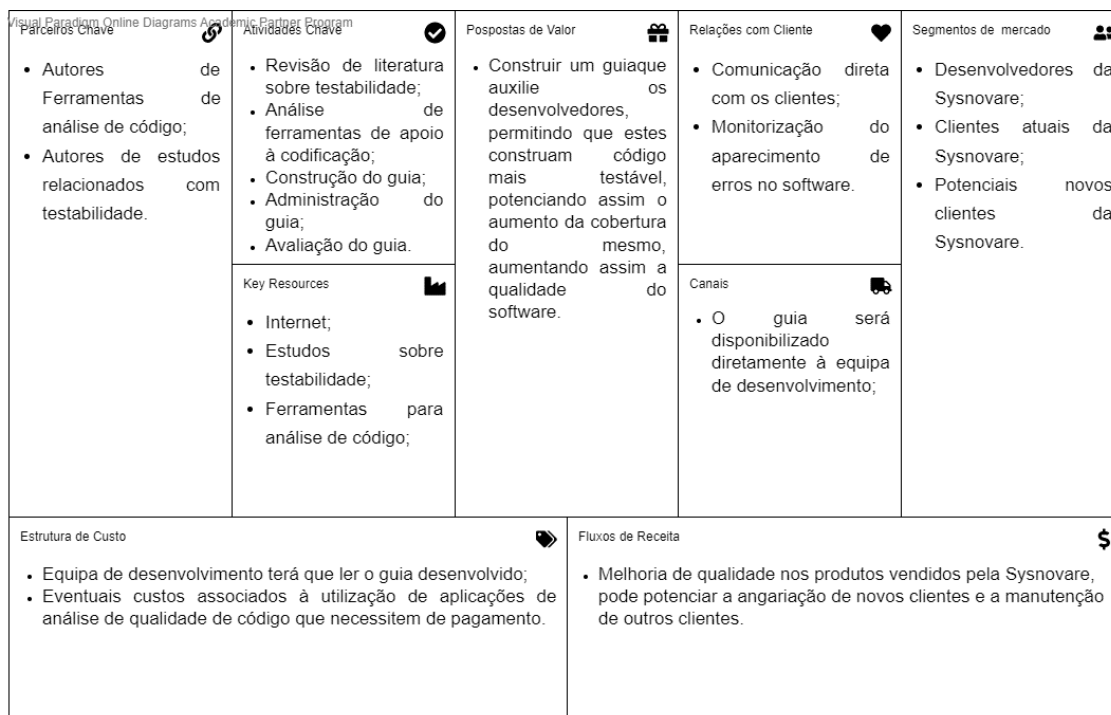 Visual Paradigm Online Diagrams Academic Partner Program
Parceiros Chave
• Autores de
Ferramentas de
análise de código;
• Autores de estudos
relacionados com
testabilidade.
Atividades Chave
• Revisão de literatura
sobre testabilidade;
• Análise de
ferramentas de apoio
à codificação;
• Construção do guia;
• Administração do
guia;
• Avaliação do guia.
Key Resources
• Internet;
• Estudos sobre
testabilidade;
• Ferramentas para
análise de código;
Pospostas de Valor
• Construir um guiaque
auxilie os
desenvolvedores,
permitindo que estes
construam código
mais testável,
potenciando assim o
aumento da cobertura
do mesmo,
aumentando assim a
qualidade do
software.
Relações com Cliente
• Comunicação direta
com os clientes;
• Monitorização do
aparecimento de
erros no software.
Canais
• O guia será
disponibilizado
diretamente à equipa
de desenvolvimento;
Segmentos de mercado
• Desenvolvedores da
Sysnovare;
• Clientes atuais da
Sysnovare;
• Potenciais novos
clientes da
Sysnovare.
Estrutura de Custo
• Equipa de desenvolvimento terá que ler o guia desenvolvido;
• Eventuais custos associados à utilização de aplicações de
análise de qualidade de código que necessitem de pagamento.
Fluxos de Receita
• Melhoria de qualidade nos produtos vendidos pela Sysnovare,
pode potenciar a angariação de novos clientes e a manutenção
de outros clientes.